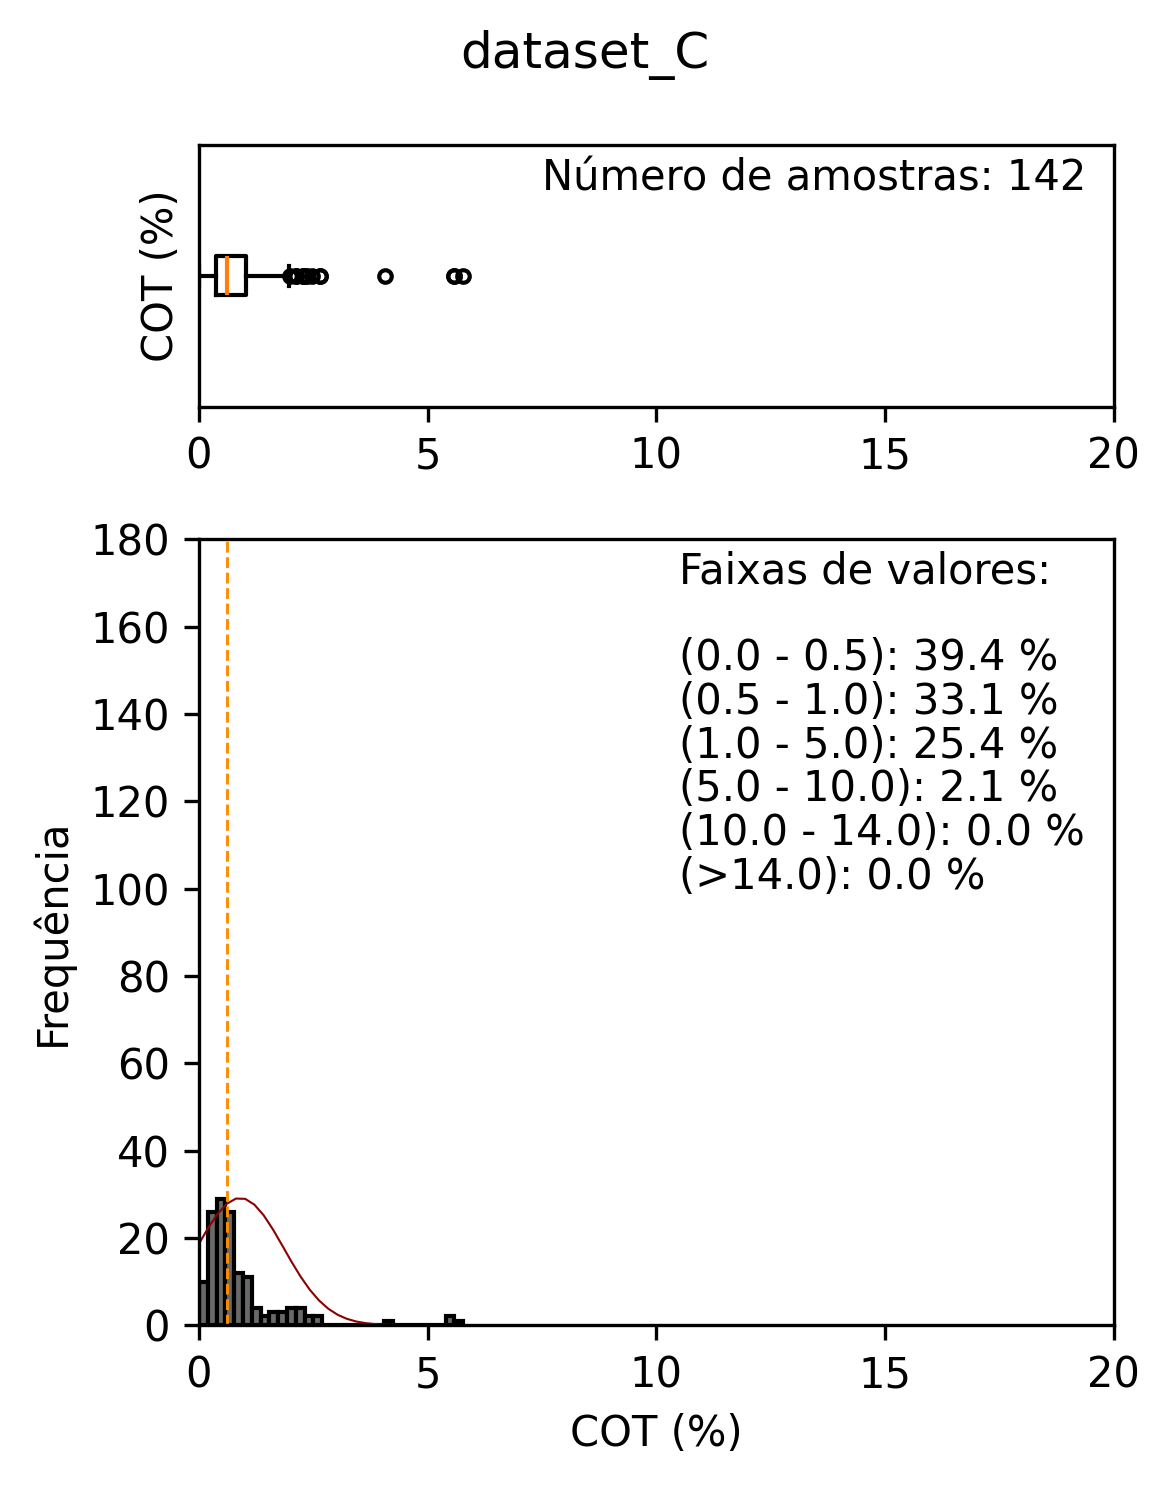 dataset_C
Número de amostras: 142
COT (%)
0 5 10 15 20
Faixas de valores:
(0.0 - 0.5): 39.4 %
(0.5 - 1.0): 33.1 %
(1.0 - 5.0): 25.4 %
(5.0 - 10.0): 2.1 %
(10.0 - 14.0): 0.0 %
(>14.0): 0.0 %
Frequência
180
160
140
120
100
80
60
40
20
0
0 5 10 15 20
COT (%)